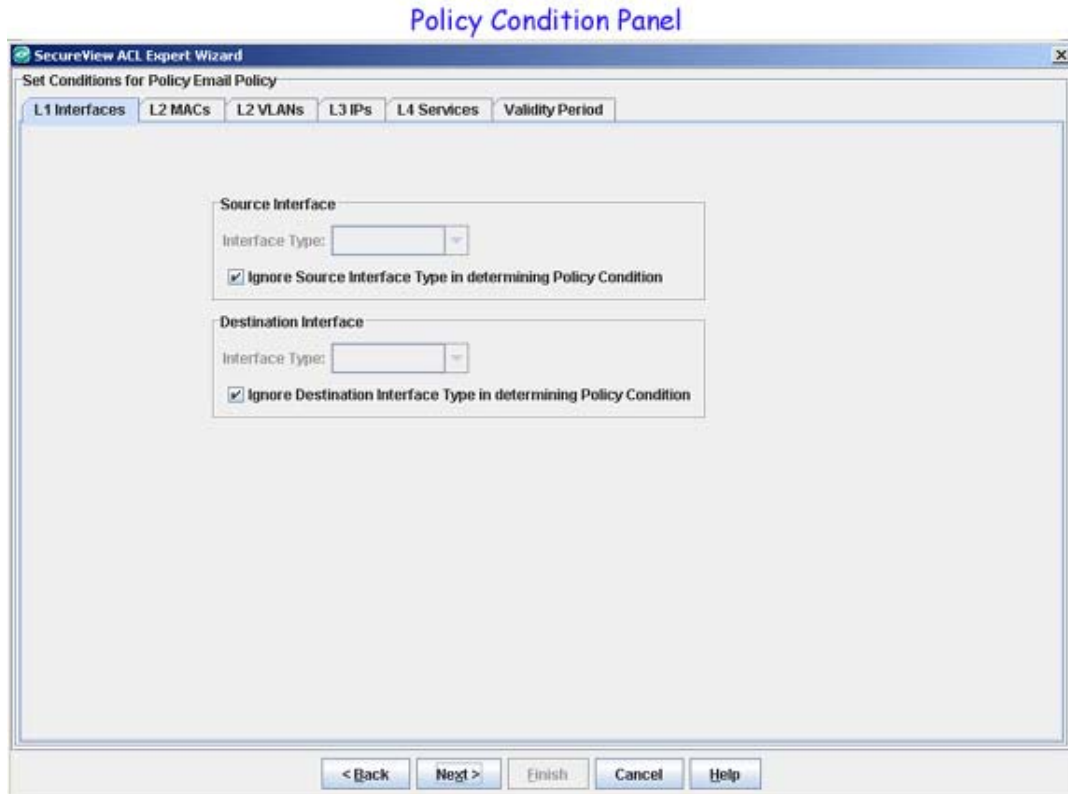 Policy Condition Panel
SecureView ACL Expert Wizard
Set Conditions for Policy Email Policy
L1 Interfaces L2 MACs L2 VLANs L3 IPs L4 Services Validity Period
Source Interface
Interface Type:
Ignore Source Interface Type in determining Policy Condition
Destination Interface
Interface Type:
Ignore Destination Interface Type in determining Policy Condition
< Back Next > Finish Cancel Help